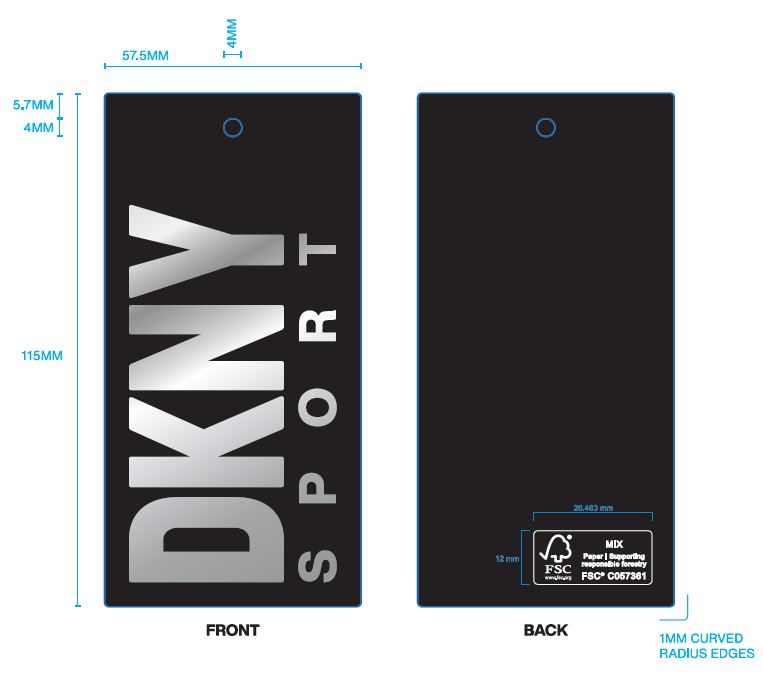 4MM
57.5MM
5.7MM
4MM
115MM
DKNY
SPORT
26.483 mm
12 mm
FSC
www.fsc.org
MIX
Paper | Supporting
responsible forestry
FSC® C057361
FRONT
BACK
1MM CURVED
RADIUS EDGES